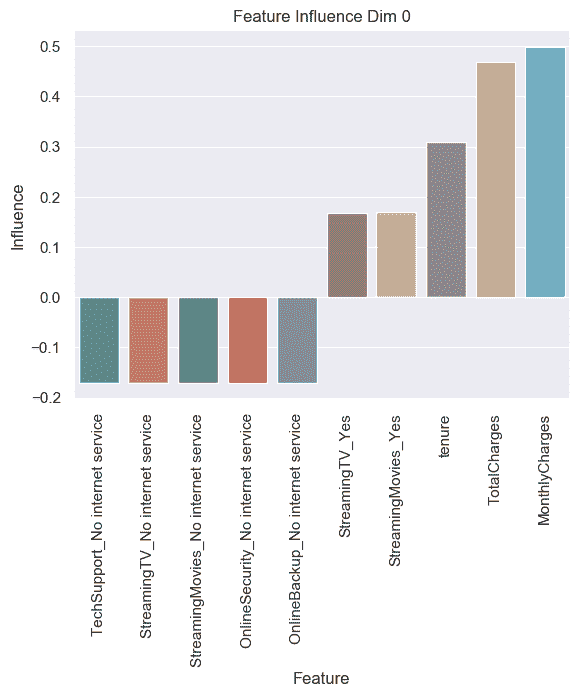 Feature Influence Dim 0
Influence
0.5
0.4
0.3
0.2
0.1
0.0
−0.1
−0.2
TechSupport_No internet service
StreamingTV_No internet service
StreamingMovies_No internet service
OnlineSecurity_No internet service
OnlineBackup_No internet service
StreamingTV_Yes
StreamingMovies_Yes
tenure
TotalCharges
MonthlyCharges
Feature